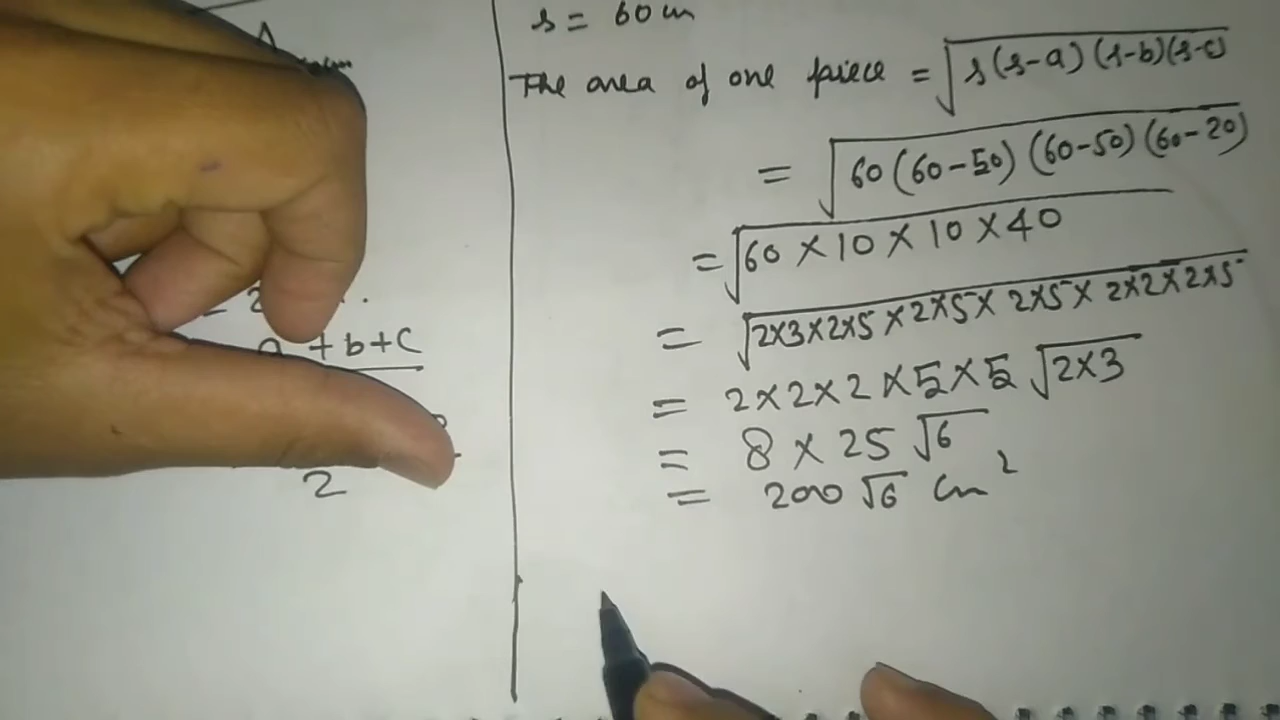 a + b + c
2
s = 60 cm
The area of one piece = √s(s-a)(s-b)(s-c)
= √60(60-50)(60-50)(60-20)
= √60 × 10 × 10 × 40
= √2×3×2×5×2×5×2×5×2×2×2×5
= 2×2×2×5×5 √2×3
= 8 × 25 √6
= 200 √6 cm²